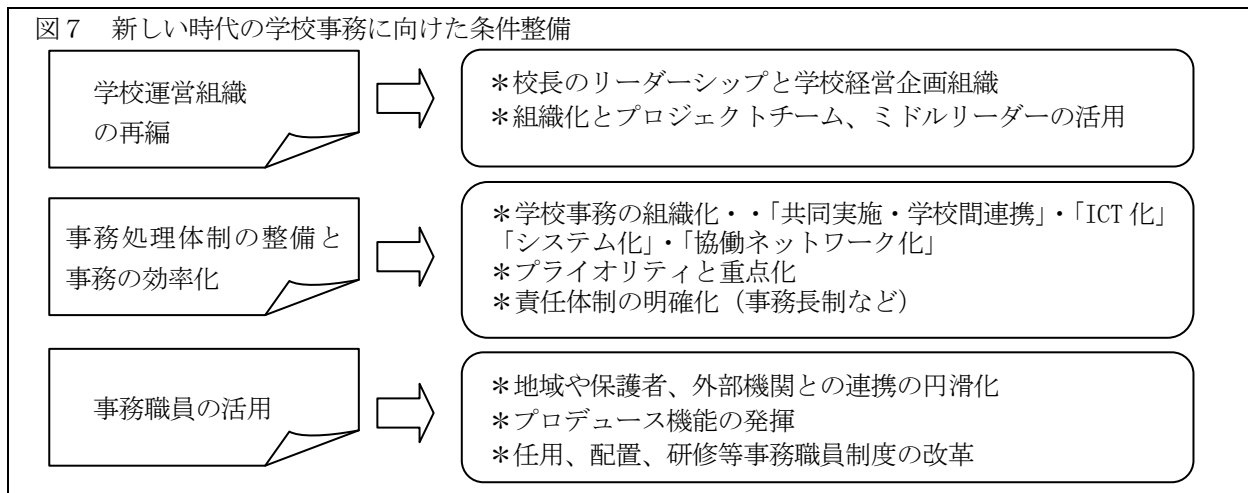 図７　新しい時代の学校事務に向けた条件整備
学校運営組織
の再編
＊校長のリーダーシップと学校経営企画組織
＊組織化とプロジェクトチーム、ミドルリーダーの活用
事務処理体制の整備と
事務の効率化
＊学校事務の組織化・・「共同実施・学校間連携」・「ICT 化」
「システム化」・「協働ネットワーク化」
＊プライオリティと重点化
＊責任体制の明確化（事務長制など）
事務職員の活用
＊地域や保護者、外部機関との連携の円滑化
＊プロデュース機能の発揮
＊任用、配置、研修等事務職員制度の改革